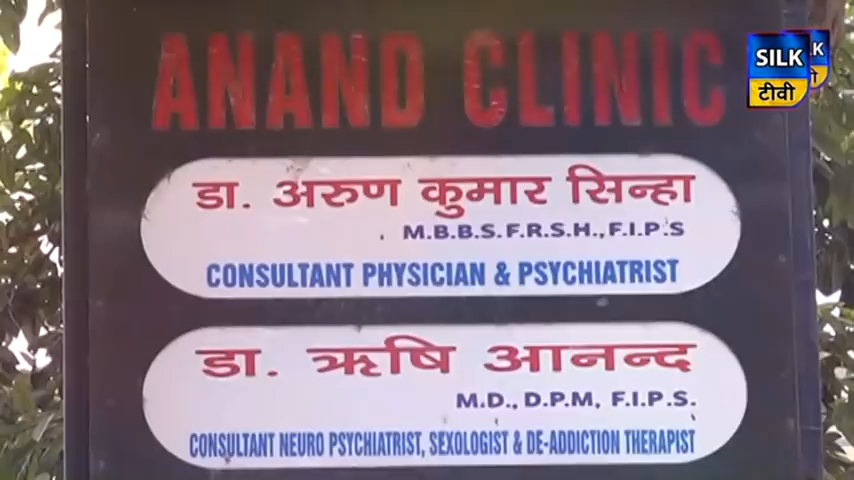 ANAND CLINIC
SILK
टीवी
डा. अरुण कुमार सिन्हा
M.B.B.S.F.R.S.H., F.I.P.S
CONSULTANT PHYSICIAN & PSYCHIATRIST
डा. ऋषि आनन्द
M.D., D.P.M, F.I.P.S.
CONSULTANT NEURO PSYCHIATRIST, SEXOLOGIST & DE-ADDICTION THERAPIST